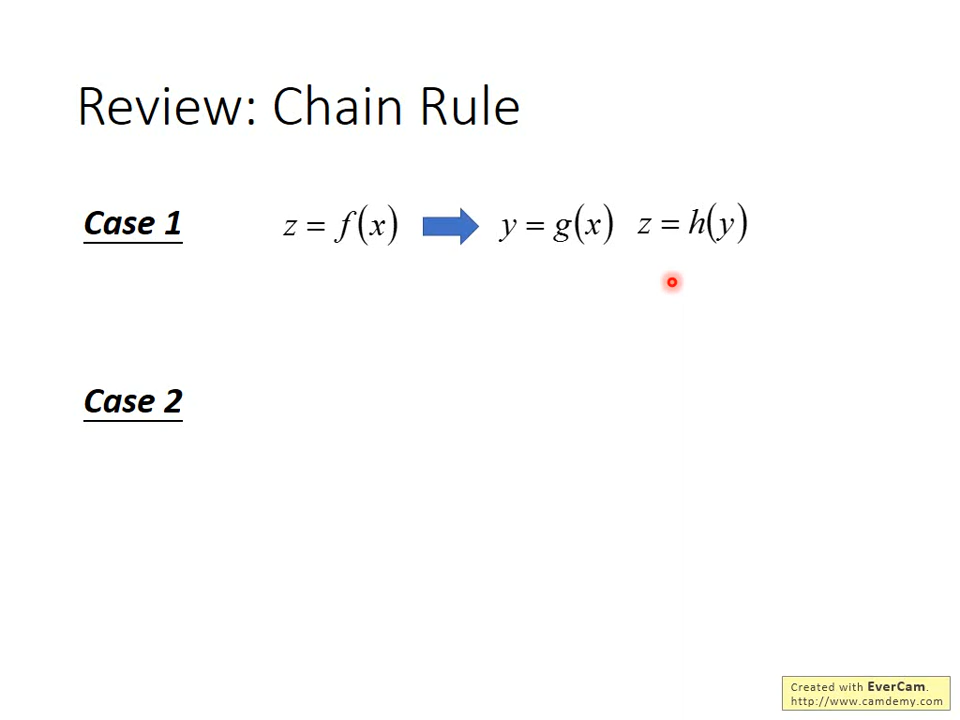 Review: Chain Rule
Case 1 z = f(x) y = g(x) z = h(y)
Case 2
Created with EverCam.
http://www.camdemy.com